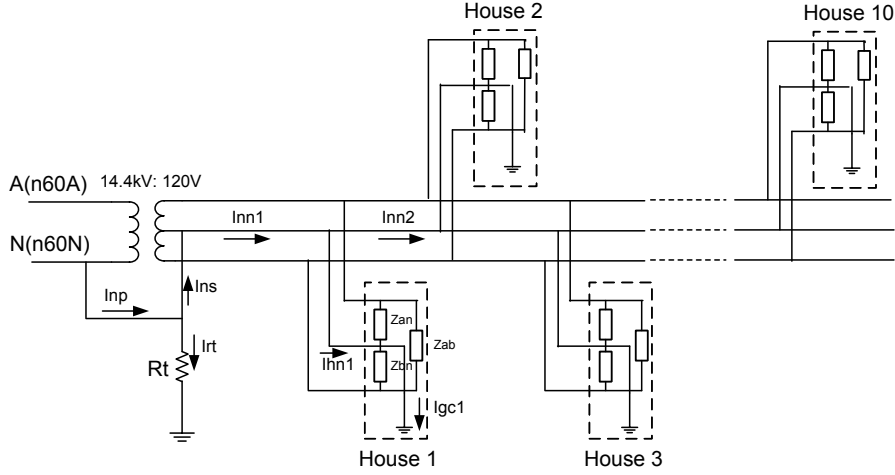 House 2
House 10
A(n60A) 14.4kV: 120V
N(n60N)
Inn1
Inn2
Inp
Ins
Irt
Rt
Zan
Zab
Zbn
Ihn1
Igc1
House 1
House 3